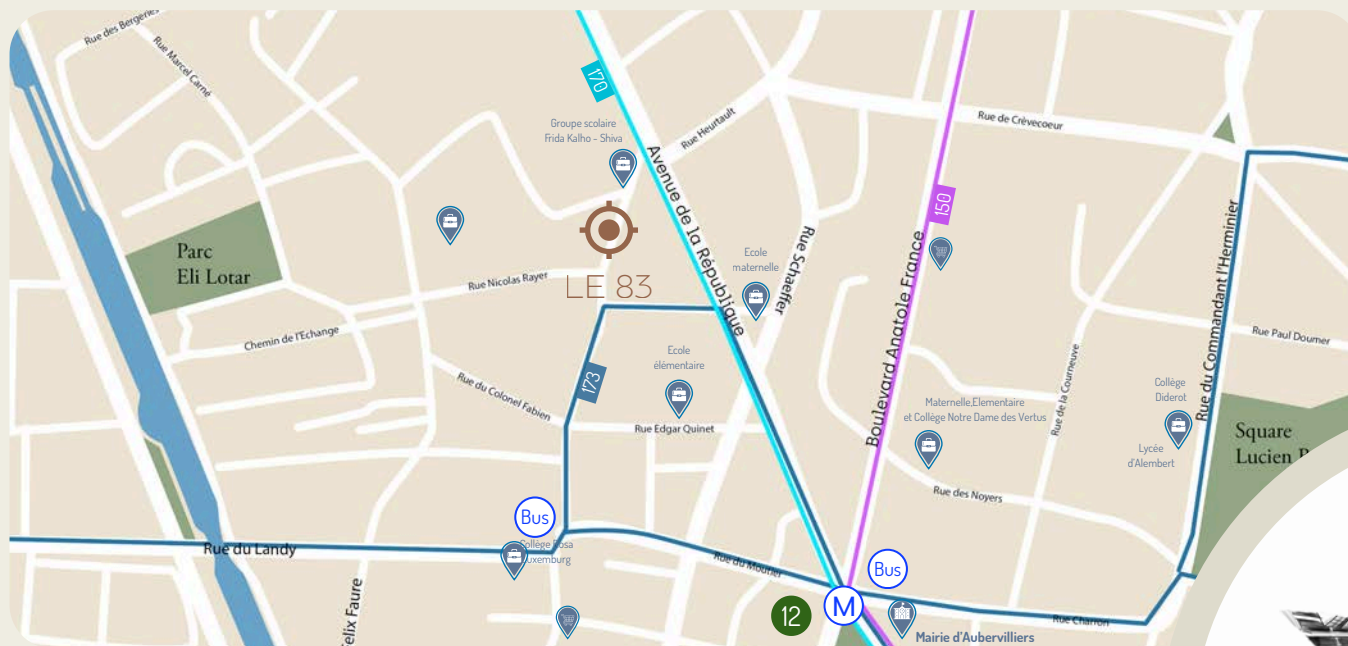 Rue des Bergeries
Rue Marcel Carné
170
Groupe scolaire
Frida Kalho - Shiva
Rue Heurtault
Avenue de la République
Rue de Crèvecoeur
150
Parc
Eli Lotar
LE 83
Rue Nicolas Rayer
Chemin de l'Echange
Ecole
maternelle
Rue Schaeffer
Boulevard Anatole France
Rue du Commandant l'Herminier
Rue Paul Doumer
Ecole
élémentaire
173
Rue du Colonel Fabien
Rue Edgar Quinet
Maternelle,Elementaire
et Collège Notre Dame des Vertus
Rue de la Courneuve
Collège
Diderot
Lycée
d'Alembert
Square
Lucien
Rue des Noyers
Bus
Collège Rosa
Luxemburg
Rue du Landy
Rue du Moutier
Bus
12
M
Rue Charron
Mairie d'Aubervilliers
Felix Faure